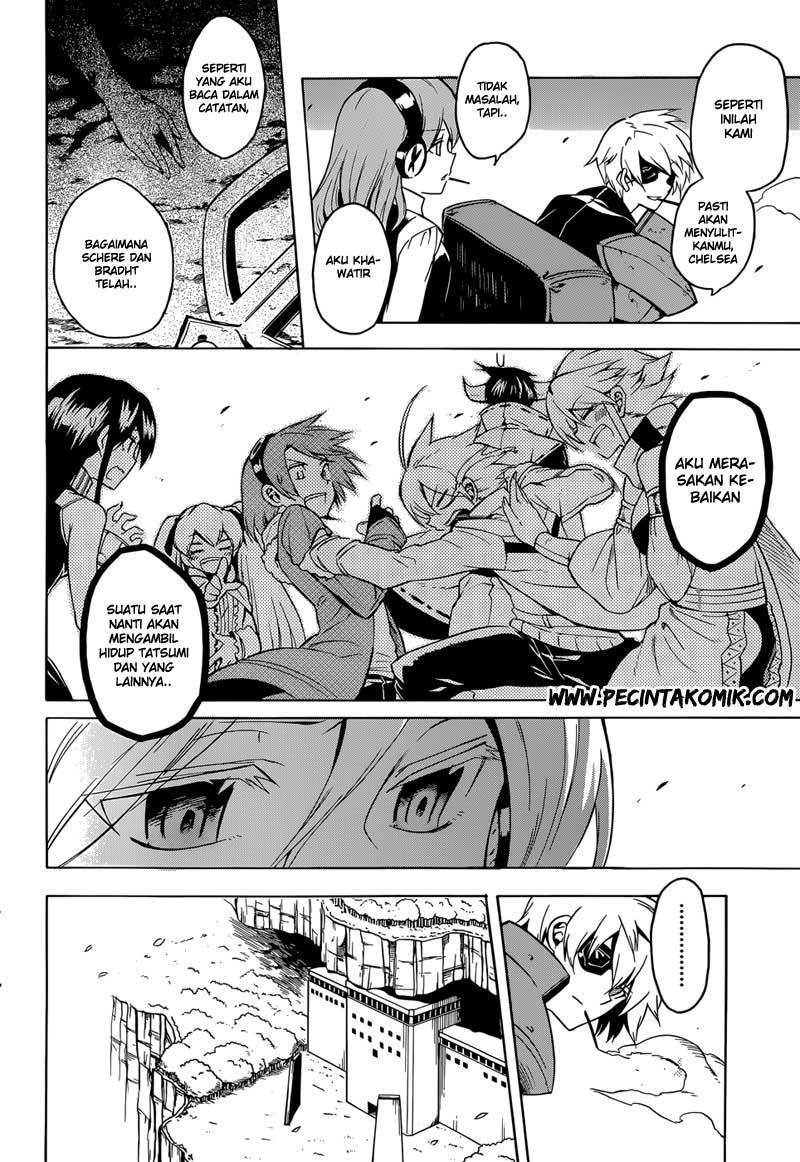 SEPERTI
INILAH
KAMI
PASTI
AKAN
MENYULIT-
KANMU,
CHELSEA
TIDAK
MASALAH,
TAPI..
AKU KHA-
WATIR
SEPERTI
YANG AKU
BACA DALAM
CATATAN,
BAGAIMANA
SCHERE DAN
BRADHT
TELAH..
AKU MERA-
SAKAN KE-
BAIKAN
SUATU SAAT
NANTI AKAN
MENGAMBIL
HIDUP TATSUMI
DAN YANG
LAINNYA..
WWW.PECINTAKOMIK.COM
..........